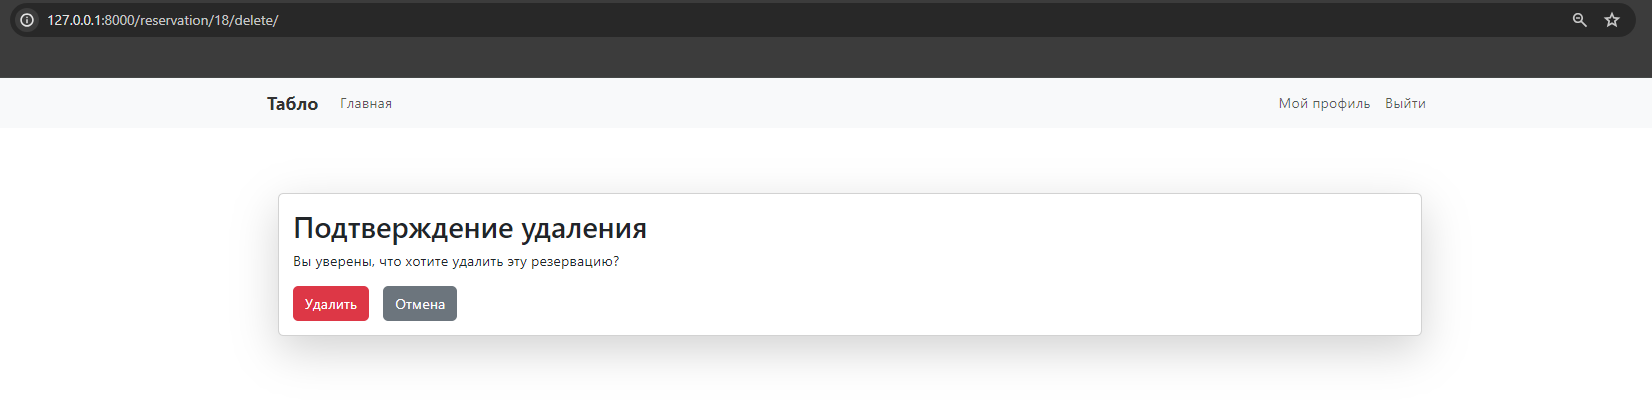 127.0.0.1:8000/reservation/18/delete/
Табло Главная Мой профиль Выйти
Подтверждение удаления
Вы уверены, что хотите удалить эту резервацию?
Удалить Отмена